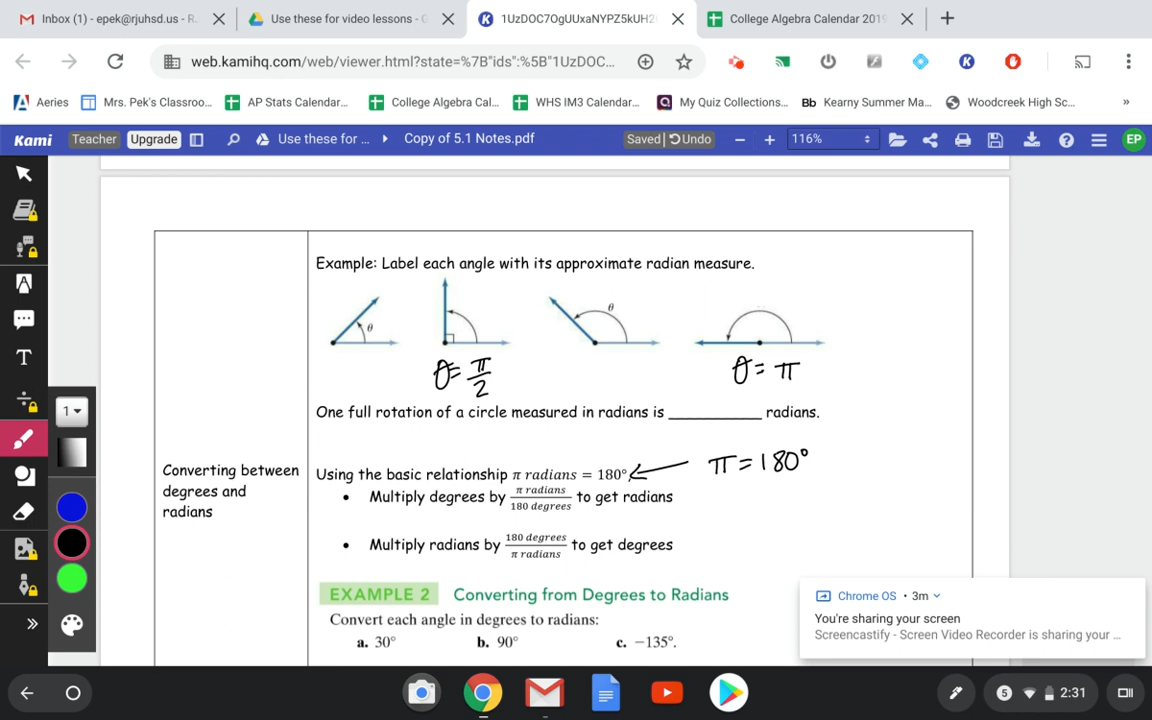 Inbox (1) - epekj@rjuhsd.us - R.
Use these for video lessons - G
1UzDOC7OgUUxaNYPZ5kUH2
College Algebra Calendar 2019
web.kamihq.com/web/viewer.html?state=%7B"ids":%5B"1UzDOC...
Aeries
Mrs. Pek's Classroo...
AP Stats Calendar...
College Algebra Cal...
WHS IM3 Calendar...
My Quiz Collections...
Bb Kearny Summer Ma...
Woodcreek High Sc...
»
Kami Teacher Upgrade Use these for ... Copy of 5.1 Notes.pdf Saved | Undo 116% EP
Example: Label each angle with its approximate radian measure.
θ θ
θ = π/2 θ = π
One full rotation of a circle measured in radians is __________ radians.
Converting between
degrees and
radians
Using the basic relationship π radians = 180°. π = 180°
• Multiply degrees by π radians/180 degrees to get radians
• Multiply radians by 180 degrees/π radians to get degrees
EXAMPLE 2 Converting from Degrees to Radians
Convert each angle in degrees to radians:
a. 30° b. 90° c. −135°.
1
T
Chrome OS • 3m
You're sharing your screen
Screencastify - Screen Video Recorder is sharing your ...
5 2:31